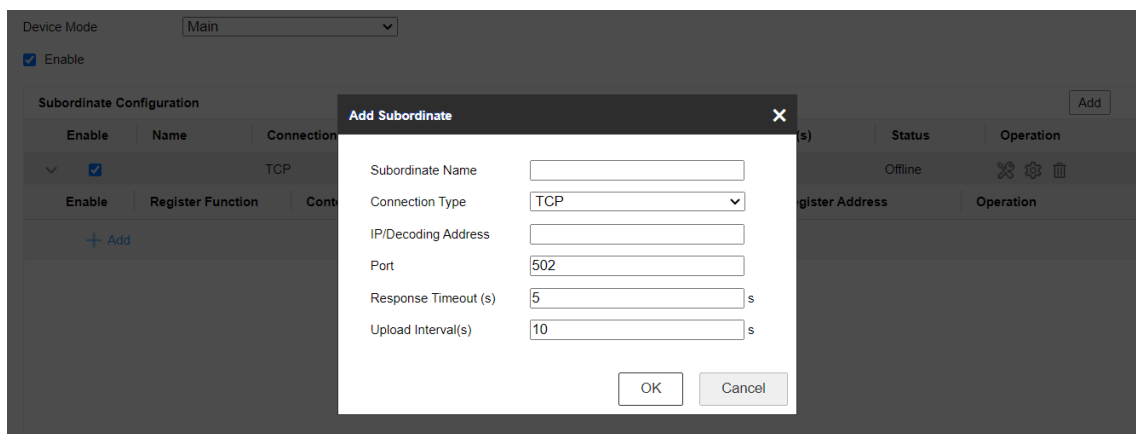 Device Mode Main
Enable
Subordinate Configuration Add
Enable Name Connection (s) Status Operation
TCP Offline
Enable Register Function Conte egister Address Operation
+ Add
Add Subordinate
Subordinate Name
Connection Type TCP
IP/Decoding Address
Port 502
Response Timeout (s) 5 s
Upload Interval(s) 10 s
OK Cancel